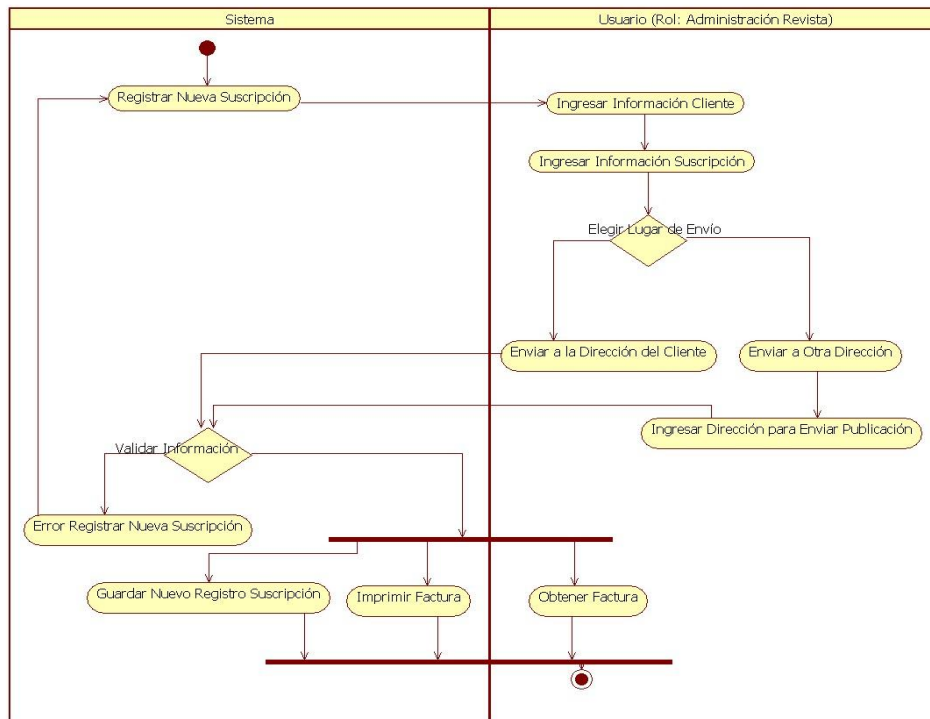 Sistema
Usuario (Rol: Administración Revista)
Registrar Nueva Suscripción
Ingresar Información Cliente
Ingresar Información Suscripción
Elegir Lugar de Envío
Enviar a la Dirección del Cliente
Enviar a Otra Dirección
Ingresar Dirección para Enviar Publicación
Validar Información
Error Registrar Nueva Suscripción
Guardar Nuevo Registro Suscripción
Imprimir Factura
Obtener Factura